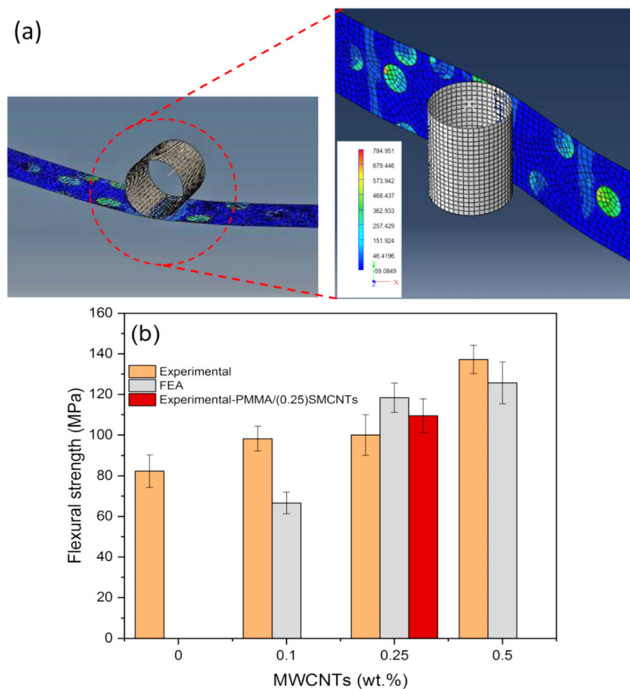 (a)
784.951
679.446
573.942
468.437
362.933
257.429
151.924
46.4196
-59.0849
Z X
(b)
Experimental
FEA
Experimental-PMMA/(0.25)SMCNTs
Flexural strength (MPa)
160
140
120
100
80
60
40
20
0
0 0.1 0.25 0.5
MWCNTs (wt.%)